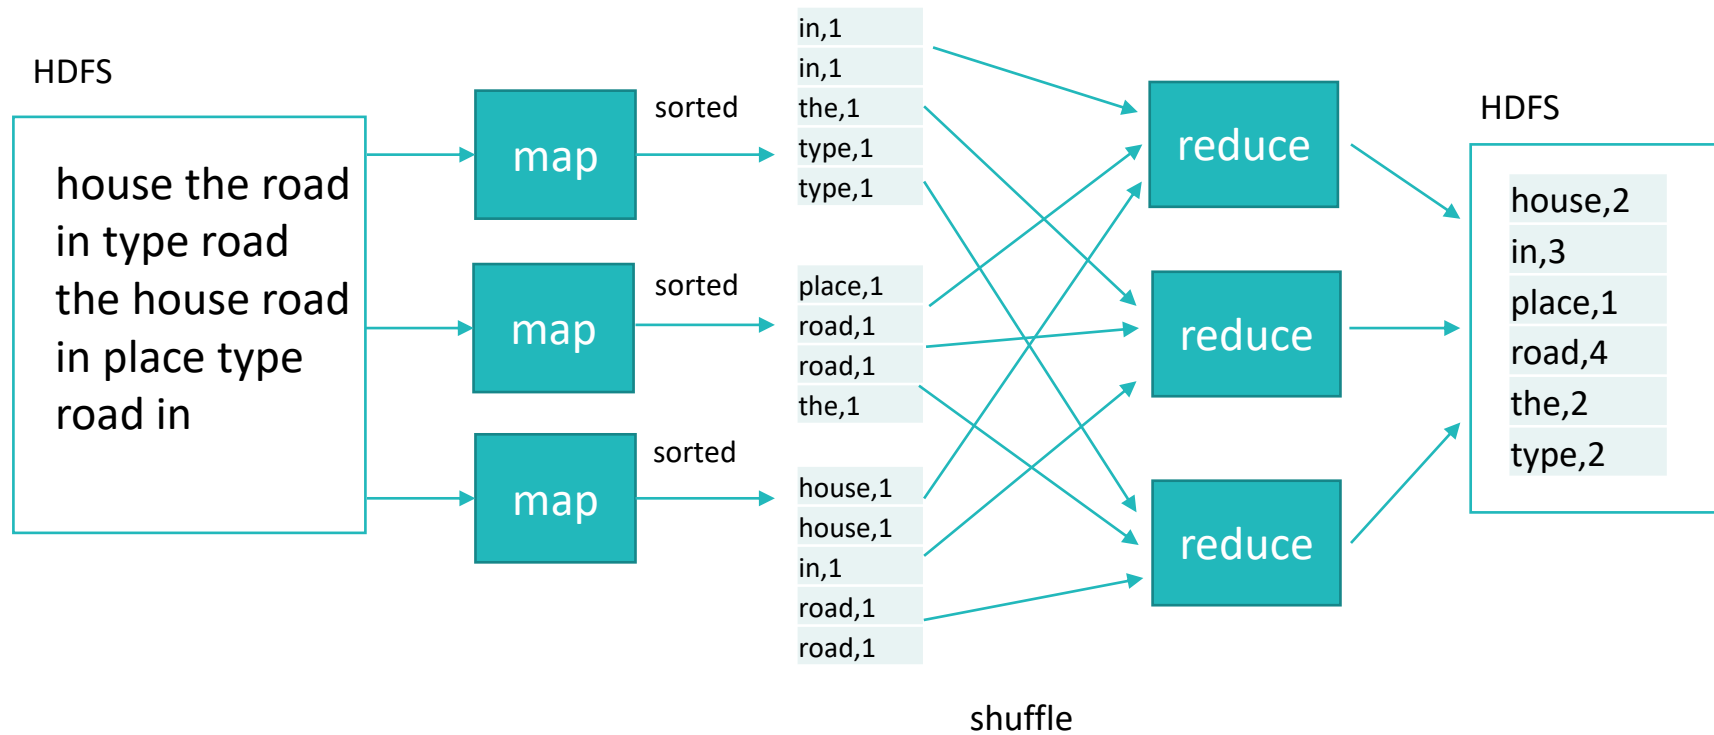 HDFS
house the road
in type road
the house road
in place type
road in
map
map
map
sorted
sorted
sorted
in,1
in,1
the,1
type,1
type,1
place,1
road,1
road,1
the,1
house,1
house,1
in,1
road,1
road,1
shuffle
reduce
reduce
reduce
HDFS
house,2
in,3
place,1
road,4
the,2
type,2